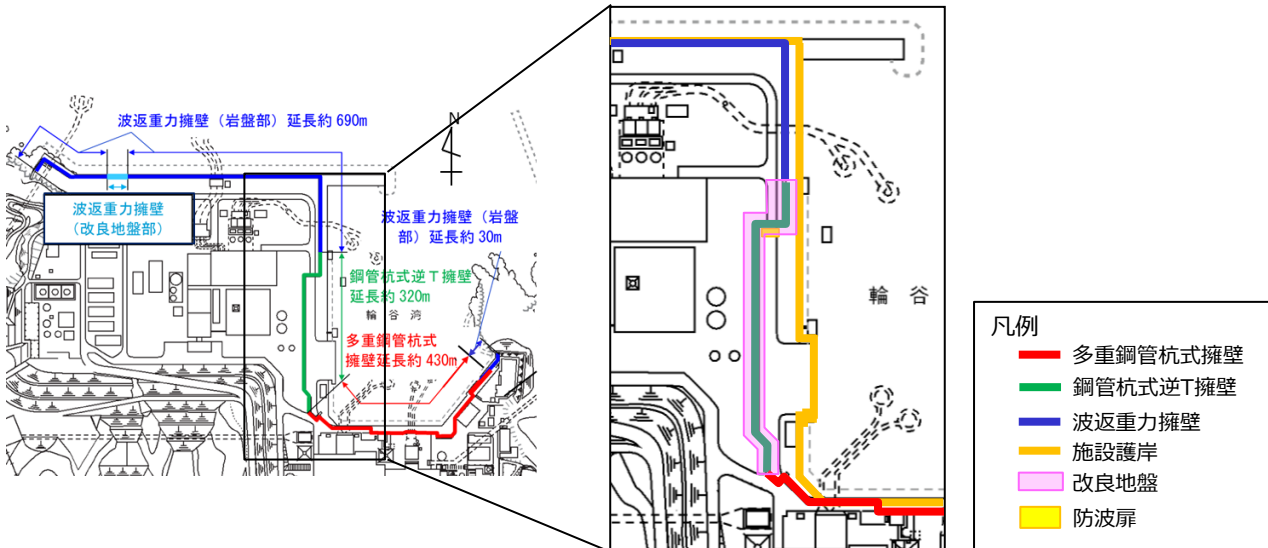 波返重力擁壁（岩盤部）延長約 690m
N
波返重力擁壁
（改良地盤部）
波返重力擁壁（岩盤
部）延長約 30m
鋼管杭式逆T擁壁
延長約 320m
輪 谷 湾
多重鋼管杭式
擁壁延長約 430m
輪 谷
凡例
多重鋼管杭式擁壁
鋼管杭式逆T擁壁
波返重力擁壁
施設護岸
改良地盤
防波扉